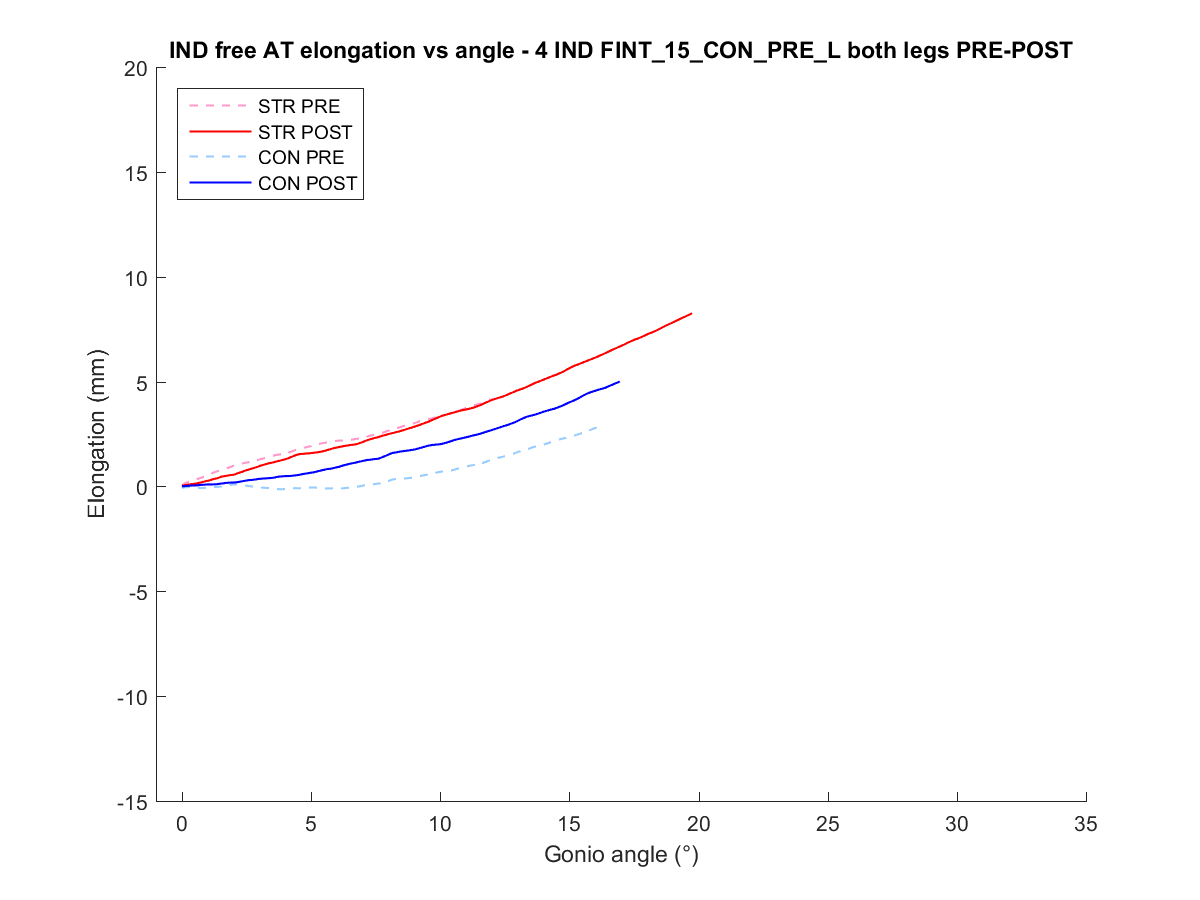 IND free AT elongation vs angle - 4 IND FINT_15_CON_PRE_L both legs PRE-POST
20
15
10
5
0
-5
-10
-15
STR PRE
STR POST
CON PRE
CON POST
Elongation (mm)
0 5 10 15 20 25 30 35
Gonio angle (°)